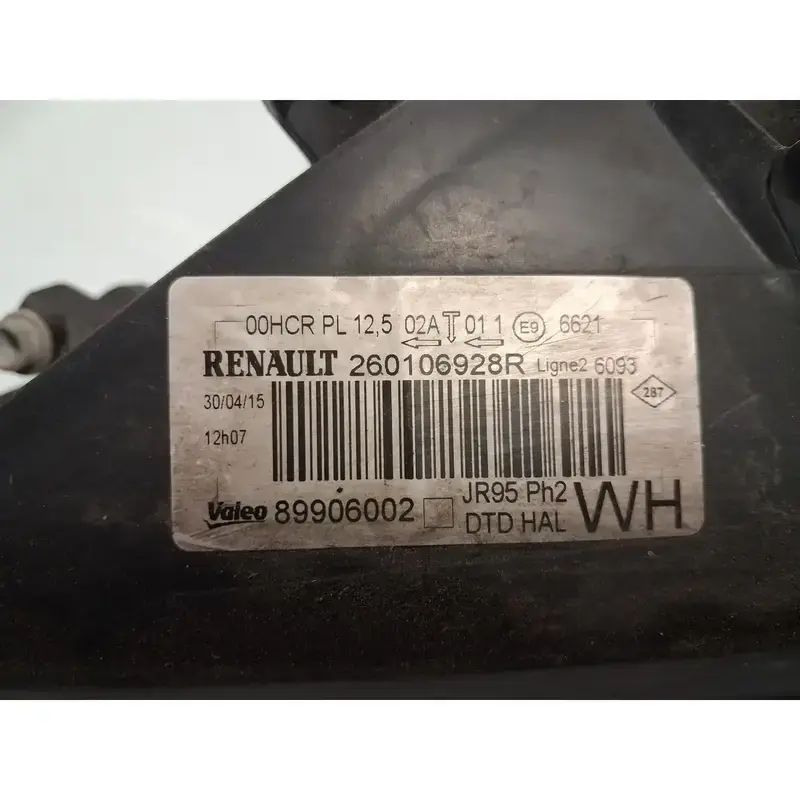 00HCR PL 12,5 02A 01 1 E9 6621
RENAULT 260106928R Ligne2 6093
30/04/15
287
12h07
Valeo 89906002 JR95 Ph2
DTD HAL WH